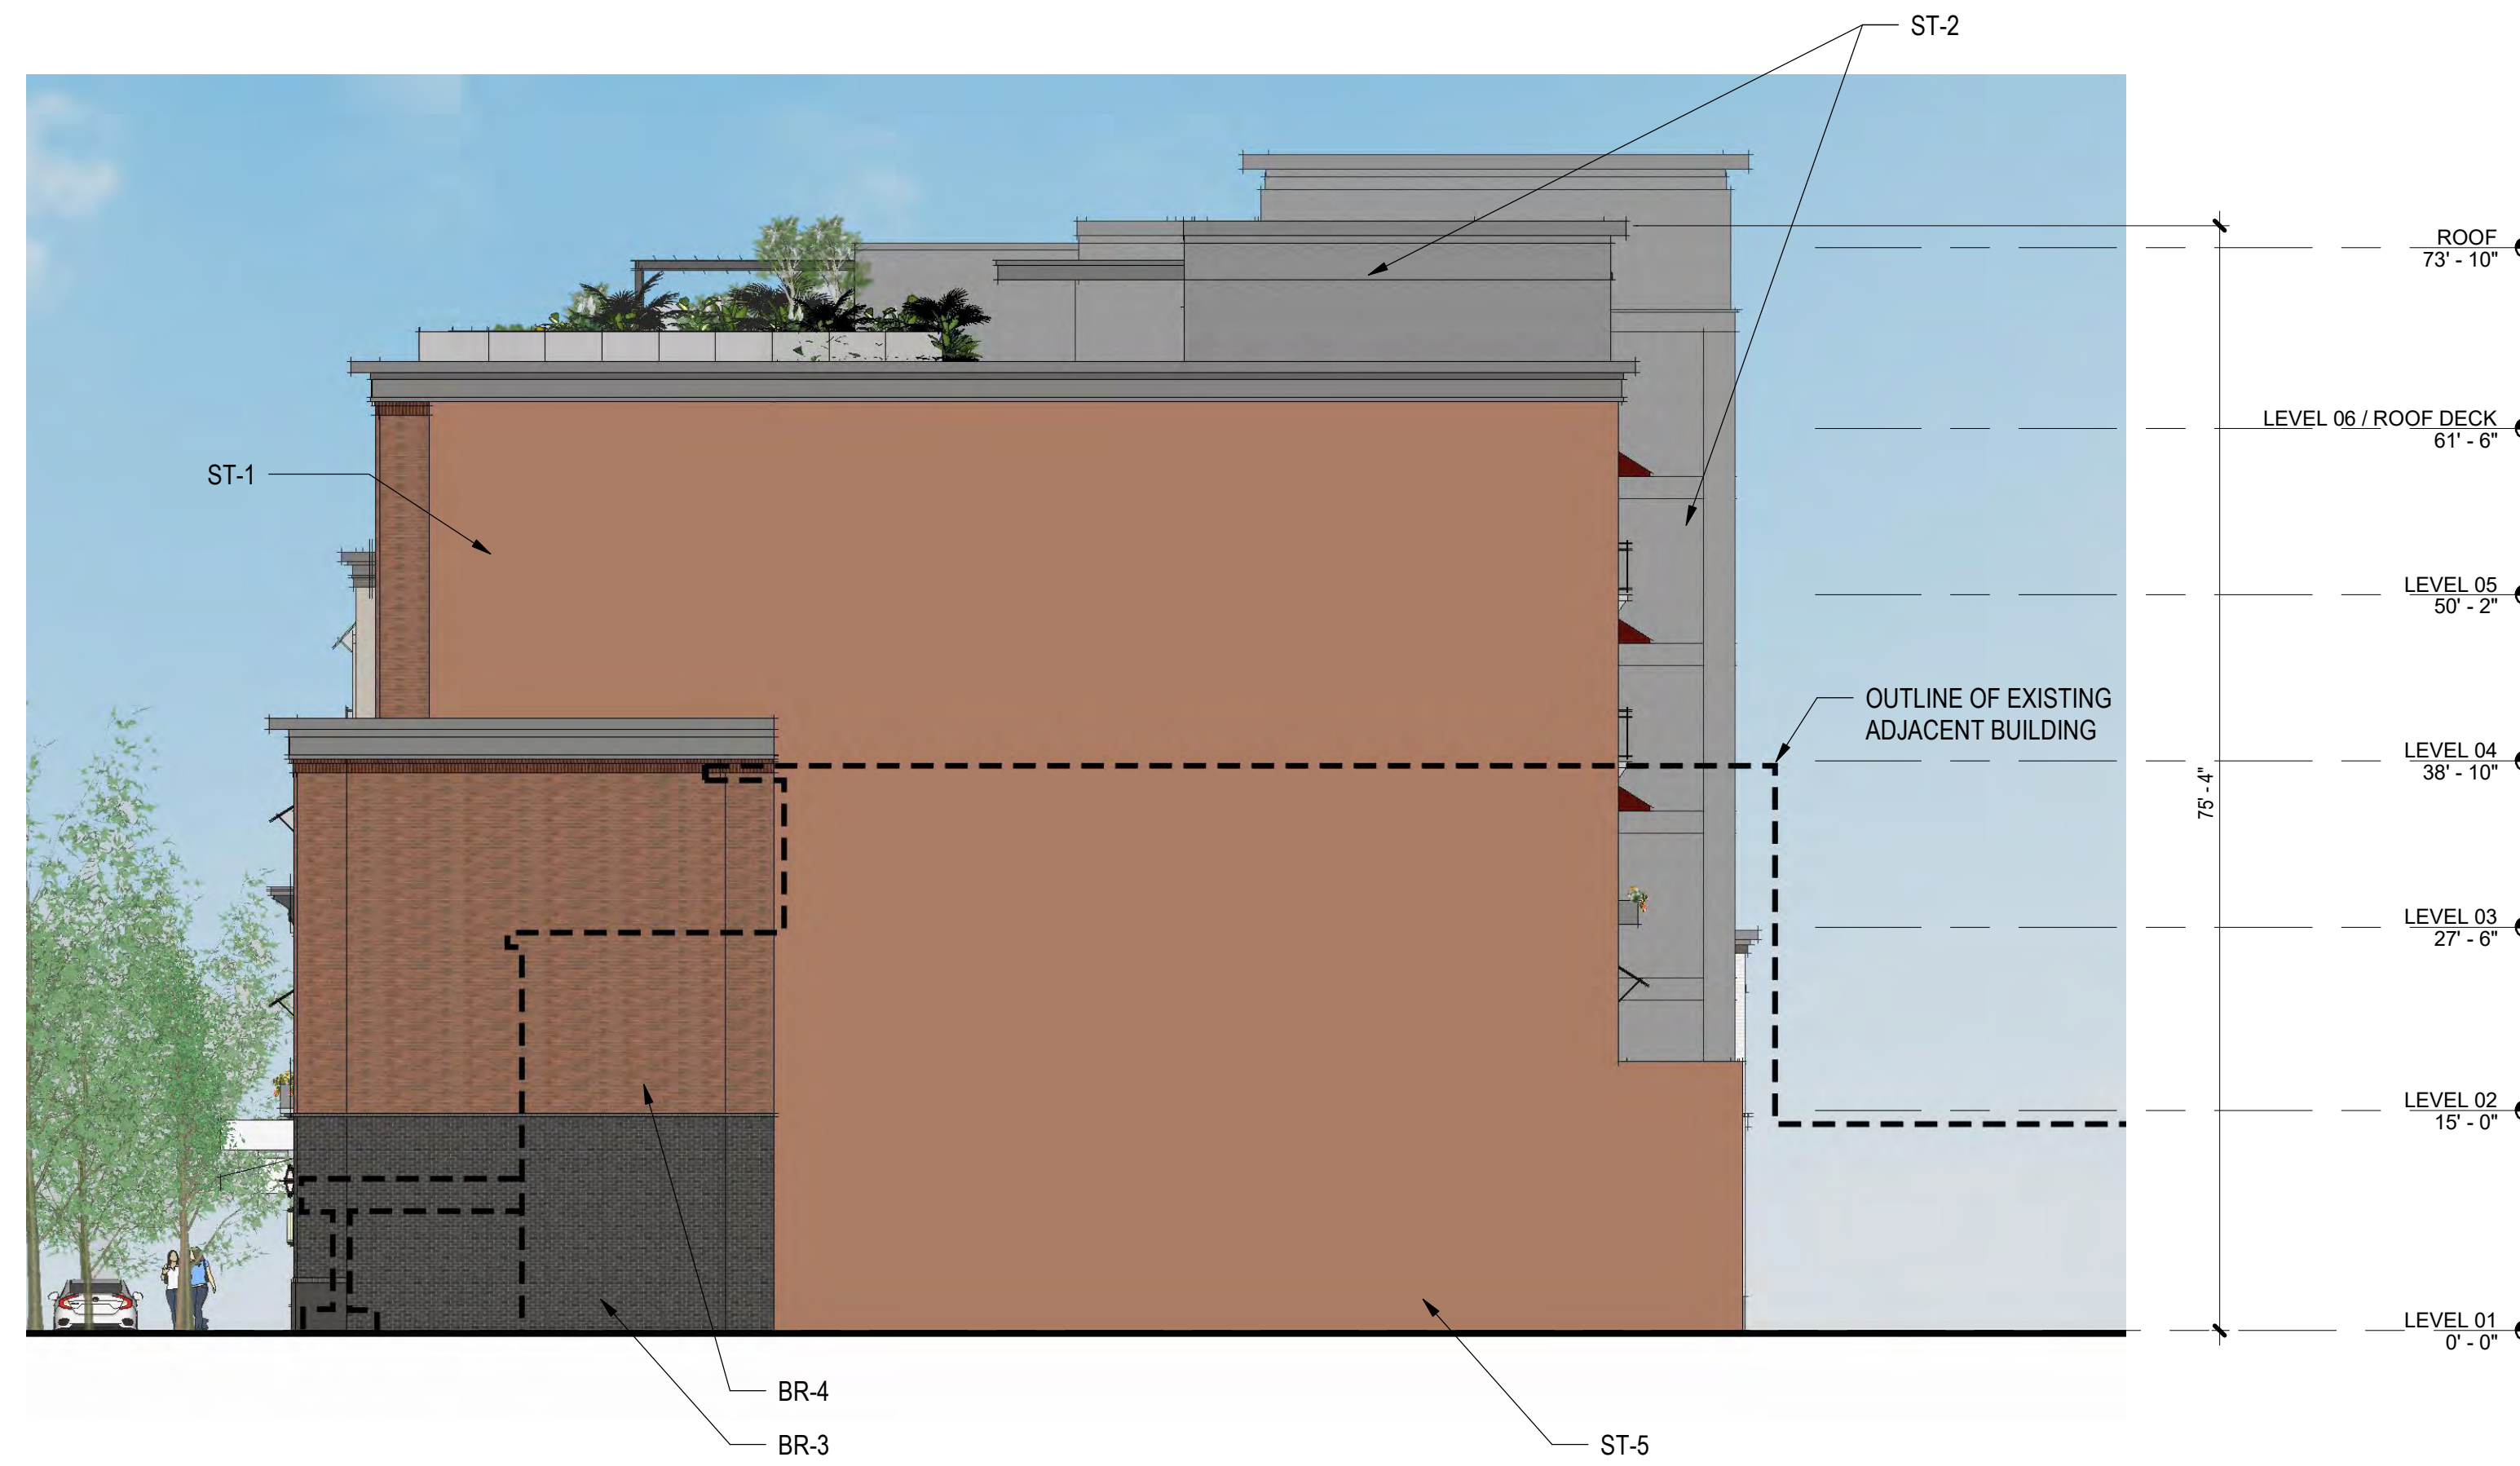 ST-2
ROOF
73' - 10"
LEVEL 06 / ROOF DECK
61' - 6"
ST-1
LEVEL 05
50' - 2"
OUTLINE OF EXISTING
ADJACENT BUILDING
LEVEL 04
38' - 10"
75' - 4"
LEVEL 03
27' - 6"
LEVEL 02
15' - 0"
LEVEL 01
0' - 0"
BR-4
BR-3
ST-5